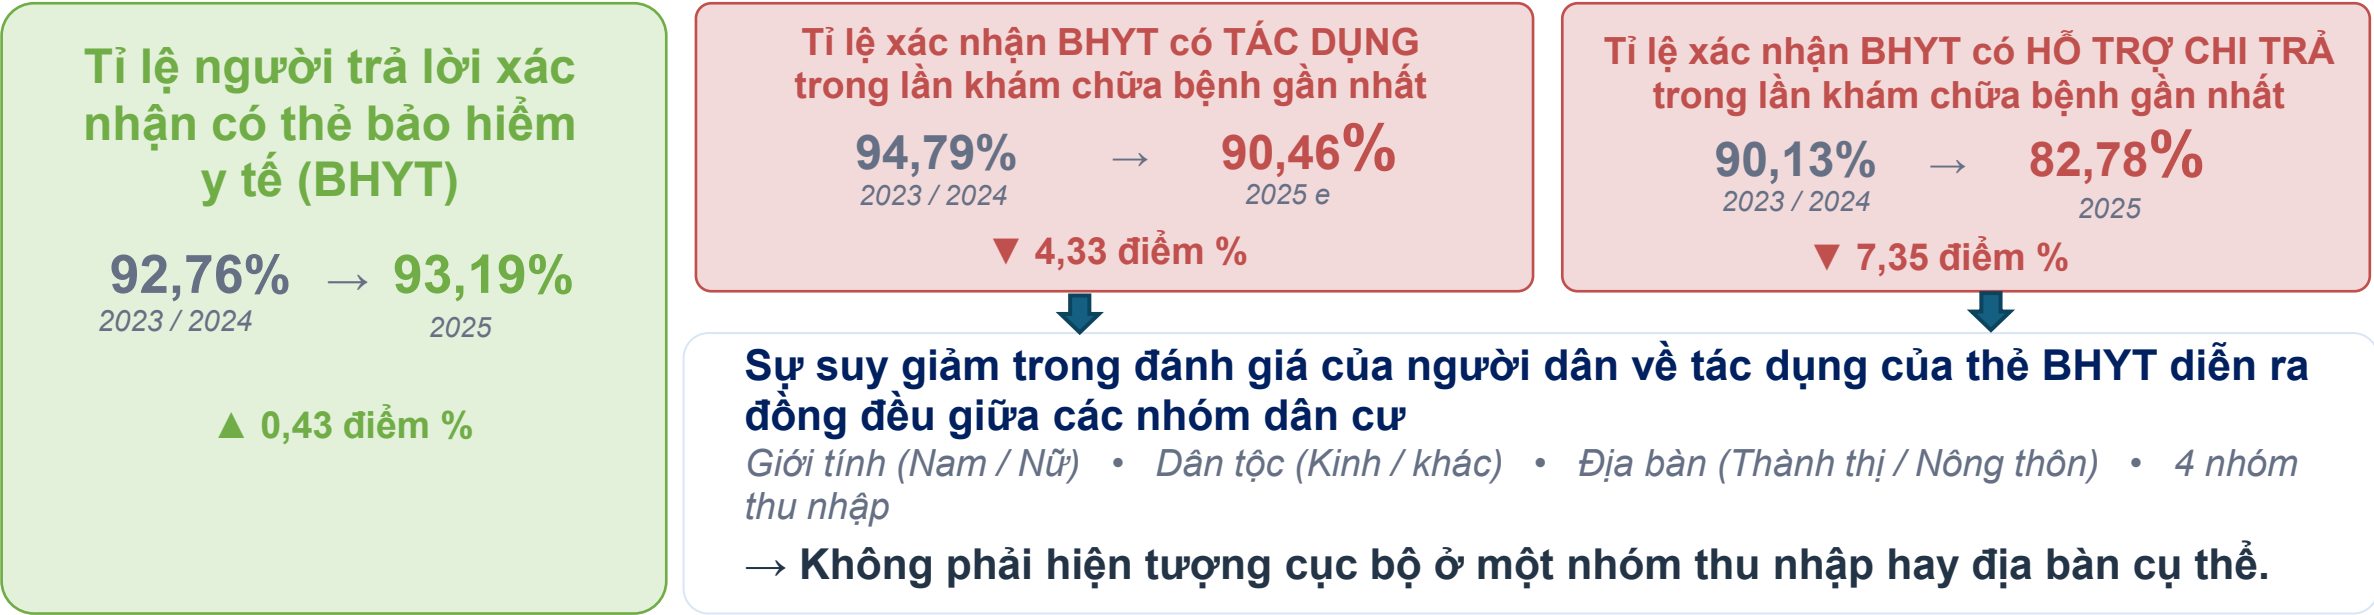 Tỉ lệ người trả lời xác
nhận có thẻ bảo hiểm
y tế (BHYT)
92,76% → 93,19%
2023 / 2024 2025
▲ 0,43 điểm %
Tỉ lệ xác nhận BHYT có TÁC DỤNG
trong lần khám chữa bệnh gần nhất
94,79% → 90,46%
2023 / 2024 2025 e
▼ 4,33 điểm %
Tỉ lệ xác nhận BHYT có HỖ TRỢ CHI TRẢ
trong lần khám chữa bệnh gần nhất
90,13% → 82,78%
2023 / 2024 2025
▼ 7,35 điểm %
Sự suy giảm trong đánh giá của người dân về tác dụng của thẻ BHYT diễn ra
đồng đều giữa các nhóm dân cư
Giới tính (Nam / Nữ) • Dân tộc (Kinh / khác) • Địa bàn (Thành thị / Nông thôn) • 4 nhóm
thu nhập
→ Không phải hiện tượng cục bộ ở một nhóm thu nhập hay địa bàn cụ thể.